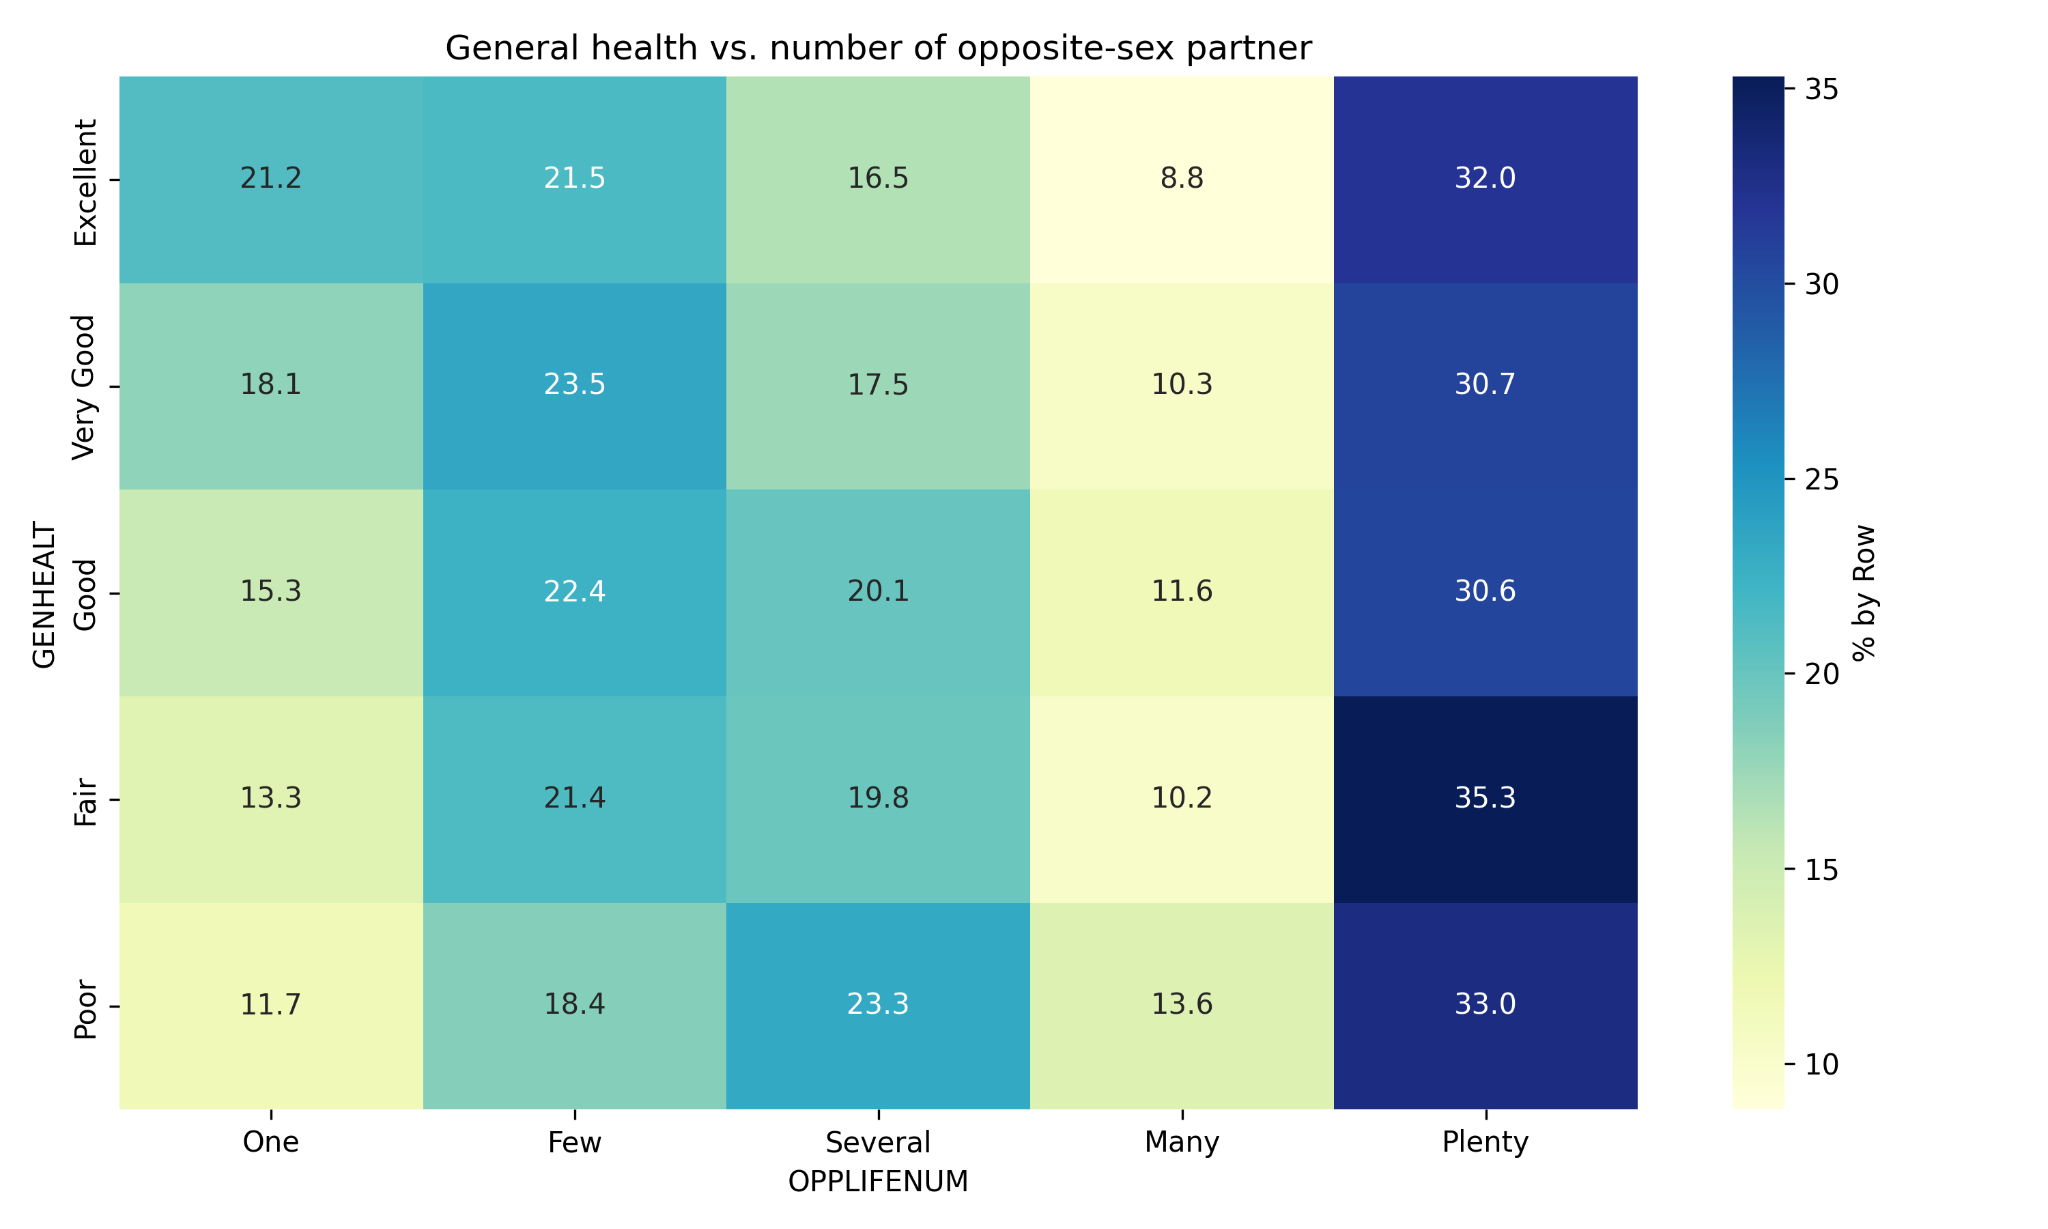 General health vs. number of opposite-sex partner
GENHEALT
Excellent
21.2 21.5 16.5 8.8 32.0
Very Good
18.1 23.5 17.5 10.3 30.7
Good
15.3 22.4 20.1 11.6 30.6
Fair
13.3 21.4 19.8 10.2 35.3
Poor
11.7 18.4 23.3 13.6 33.0
One Few Several Many Plenty
OPPLIFENUM
35
30
25
20
15
10
% by Row